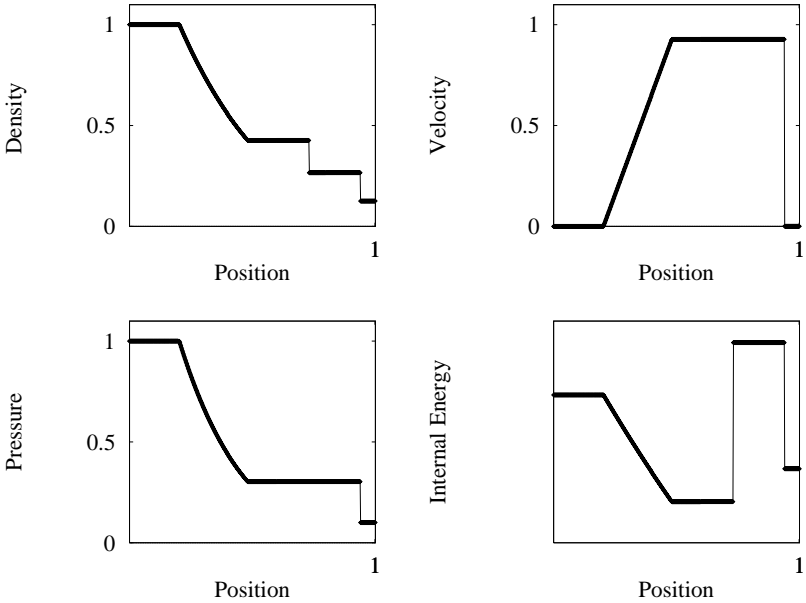 Density
1
0.5
0
1
Position
Velocity
1
0.5
0
1
Position
Pressure
1
0.5
0
1
Position
Internal Energy
1
Position